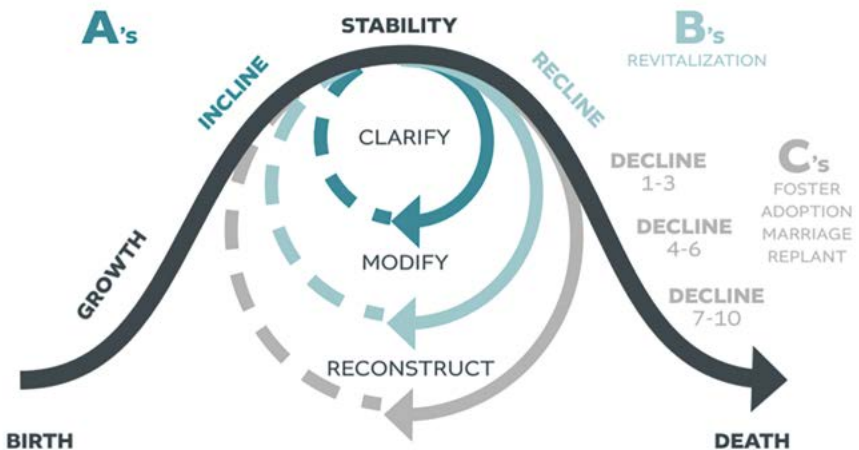 A's
STABILITY
B's
REVITALIZATION
INCLINE
RECLINE
CLARIFY
DECLINE
1-3
C's
FOSTER
ADOPTION
MARRIAGE
REPLANT
DECLINE
4-6
MODIFY
GROWTH
DECLINE
7-10
RECONSTRUCT
BIRTH
DEATH